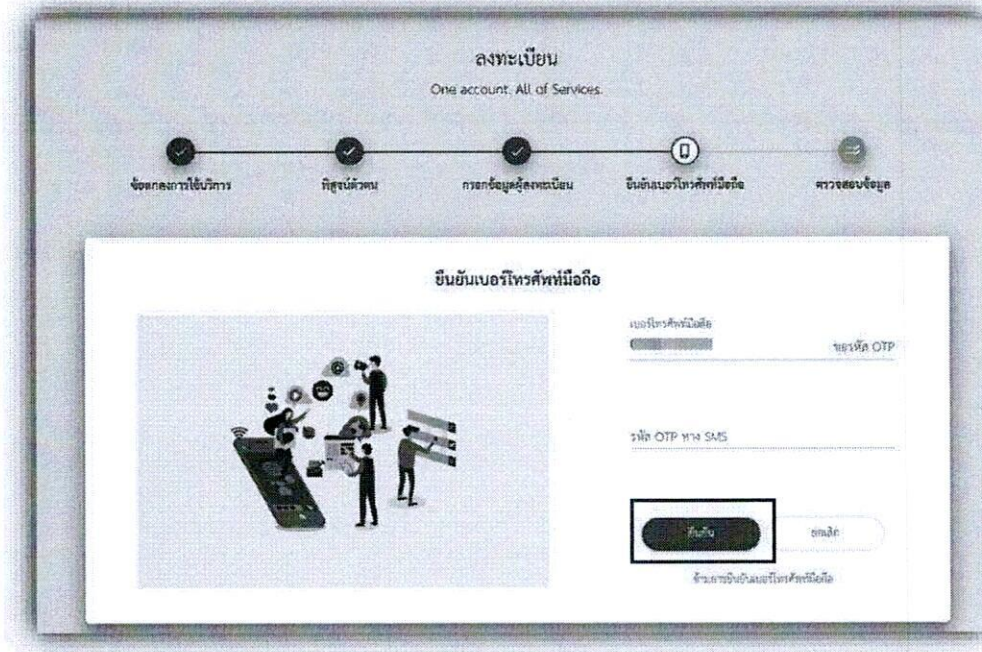 ลงทะเบียน
One account. All of Services.
ข้อตกลงการใช้บริการ
พิสูจน์ตัวตน
กรอกข้อมูลผู้ลงทะเบียน
ยืนยันเบอร์โทรศัพท์มือถือ
ตรวจสอบข้อมูล
ยืนยันเบอร์โทรศัพท์มือถือ
เบอร์โทรศัพท์มือถือ
ขอรหัส OTP
รหัส OTP ทาง SMS
ยืนยัน
ยกเลิก
ข้ามการยืนยันเบอร์โทรศัพท์มือถือ